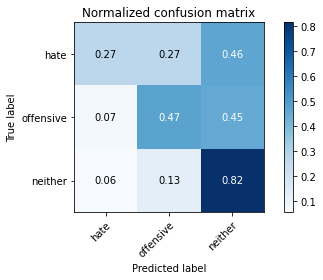 Normalized confusion matrix
True label
hate 0.27 0.27 0.46
offensive 0.07 0.47 0.45
neither 0.06 0.13 0.82
hate offensive neither
Predicted label
0.8
0.7
0.6
0.5
0.4
0.3
0.2
0.1